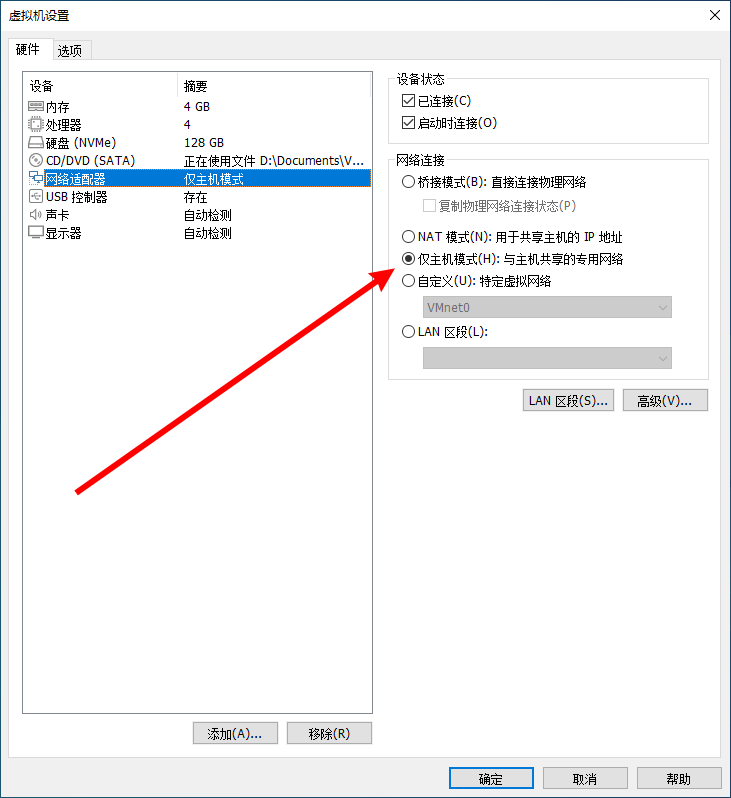 虚拟机设置
硬件 选项
设备 摘要
内存 4 GB
处理器 4
硬盘 (NVMe) 128 GB
CD/DVD (SATA) 正在使用文件 D:\Documents\V...
网络适配器 仅主机模式
USB 控制器 存在
声卡 自动检测
显示器 自动检测
添加(A)... 移除(R)
设备状态
已连接(C)
启动时连接(O)
网络连接
桥接模式(B): 直接连接物理网络
复制物理网络连接状态(P)
NAT 模式(N): 用于共享主机的 IP 地址
仅主机模式(H): 与主机共享的专用网络
自定义(U): 特定虚拟网络
VMnet0
LAN 区段(L):
LAN 区段(S)... 高级(V)...
确定 取消 帮助